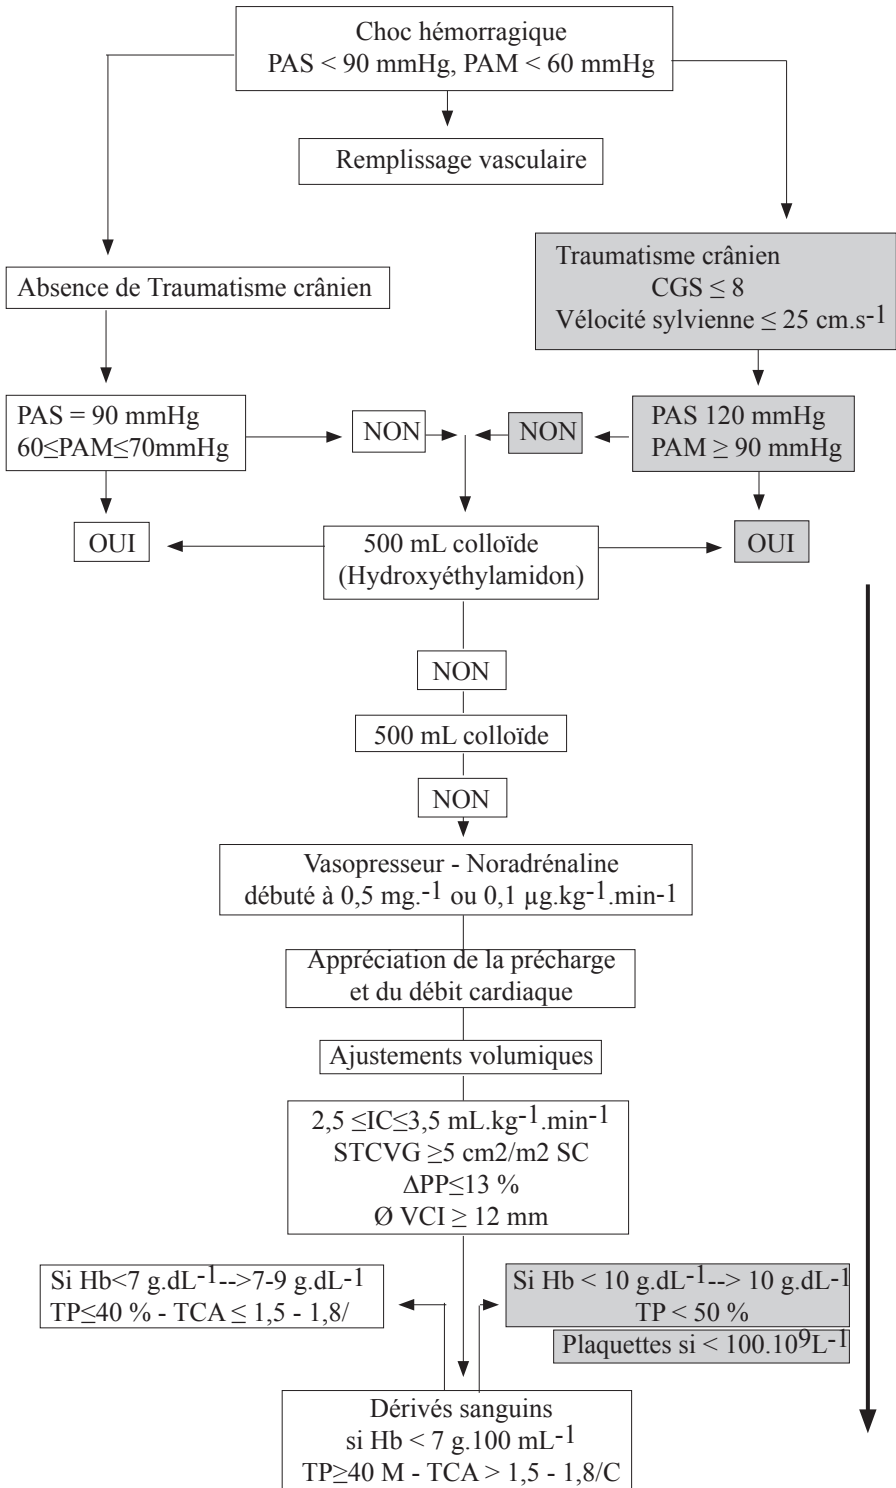 Choc hémorragique
PAS < 90 mmHg, PAM < 60 mmHg
Remplissage vasculaire
Absence de Traumatisme crânien
Traumatisme crânien
CGS ≤ 8
Vélocité sylvienne ≤ 25 cm.s-1
PAS = 90 mmHg
60≤PAM≤70mmHg
NON
NON
PAS 120 mmHg
PAM ≥ 90 mmHg
OUI
500 mL colloïde
(Hydroxyéthylamidon)
OUI
NON
500 mL colloïde
NON
Vasopresseur - Noradrénaline
débuté à 0,5 mg.-1 ou 0,1 µg.kg-1.min-1
Appréciation de la précharge
et du débit cardiaque
Ajustements volumiques
2,5 ≤IC≤3,5 mL.kg-1.min-1
STCVG ≥5 cm2/m2 SC
ΔPP≤13 %
Ø VCI ≥ 12 mm
Si Hb<7 g.dL-1-->7-9 g.dL-1
TP≤40 % - TCA ≤ 1,5 - 1,8/
Si Hb < 10 g.dL-1--> 10 g.dL-1
TP < 50 %
Plaquettes si < 100.109L-1
Dérivés sanguins
si Hb < 7 g.100 mL-1
TP≥40 M - TCA > 1,5 - 1,8/C